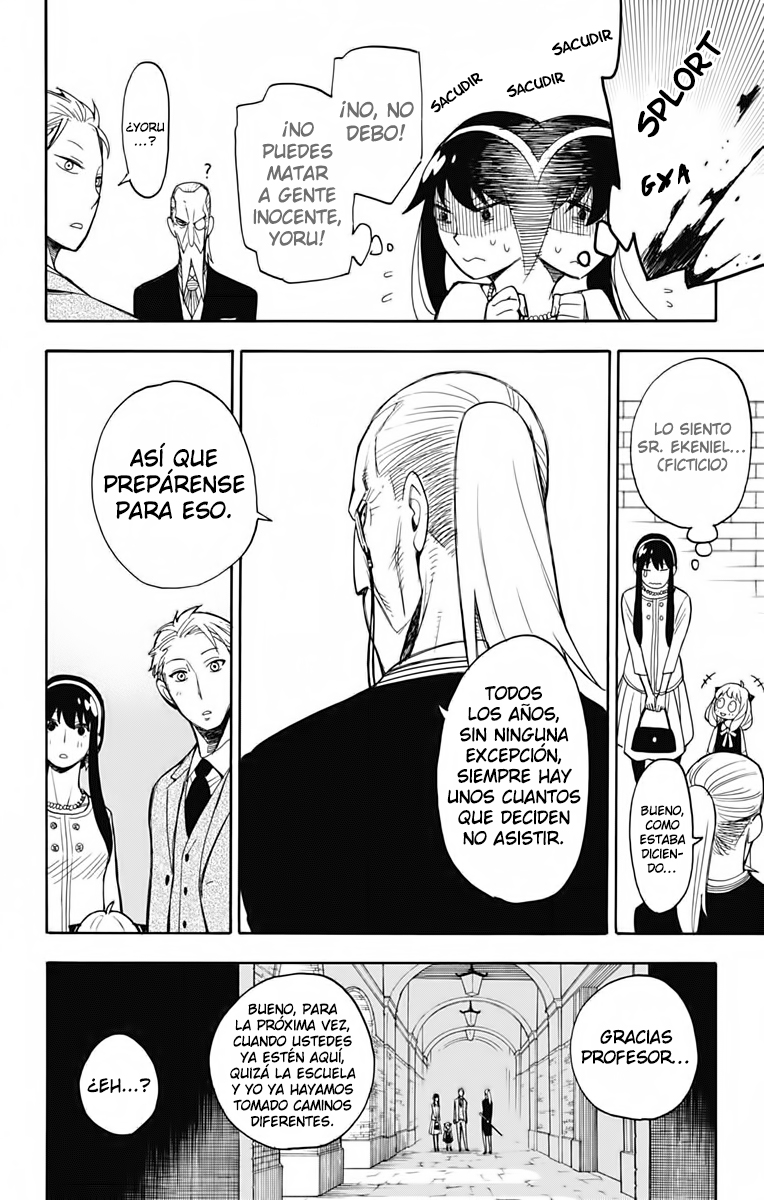 SPLORT
GYA
SACUDIR
SACUDIR
SACUDIR
¡NO, NO
DEBO!
¡NO
PUEDES
MATAR
A GENTE
INOCENTE,
YORU!
?
¿YORU
...?
LO SIENTO
SR. EKENIEL...
(FICTICIO)
BUENO,
COMO
ESTABA
DICIEN-
DO...
TODOS
LOS AÑOS,
SIN NINGUNA
EXCEPCIÓN,
SIEMPRE HAY
UNOS CUANTOS
QUE DECIDEN
NO ASISTIR.
ASÍ QUE
PREPÁRENSE
PARA ESO.
GRACIAS
PROFESOR...
BUENO, PARA
LA PRÓXIMA VEZ,
CUANDO USTEDES
YA ESTÉN AQUÍ,
QUIZÁ LA ESCUELA
Y YO YA HAYAMOS
TOMADO CAMINOS
DIFERENTES.
¿EH...?